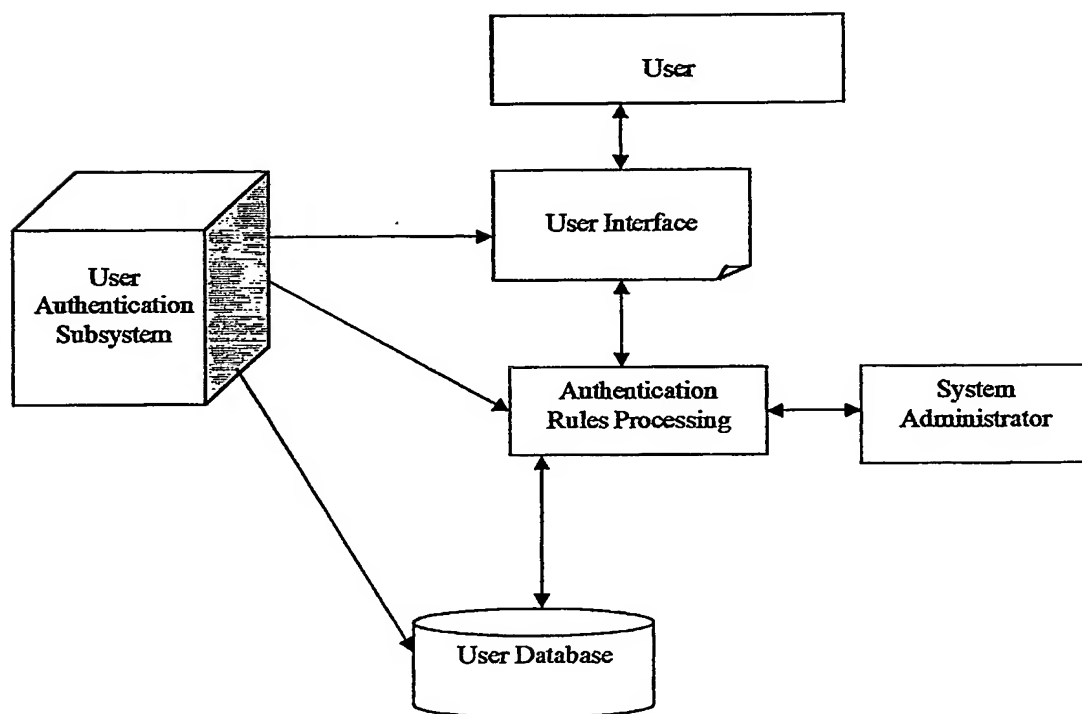 User
User Interface
User
Authentication
Subsystem
Authentication
Rules Processing
System
Administrator
User Database